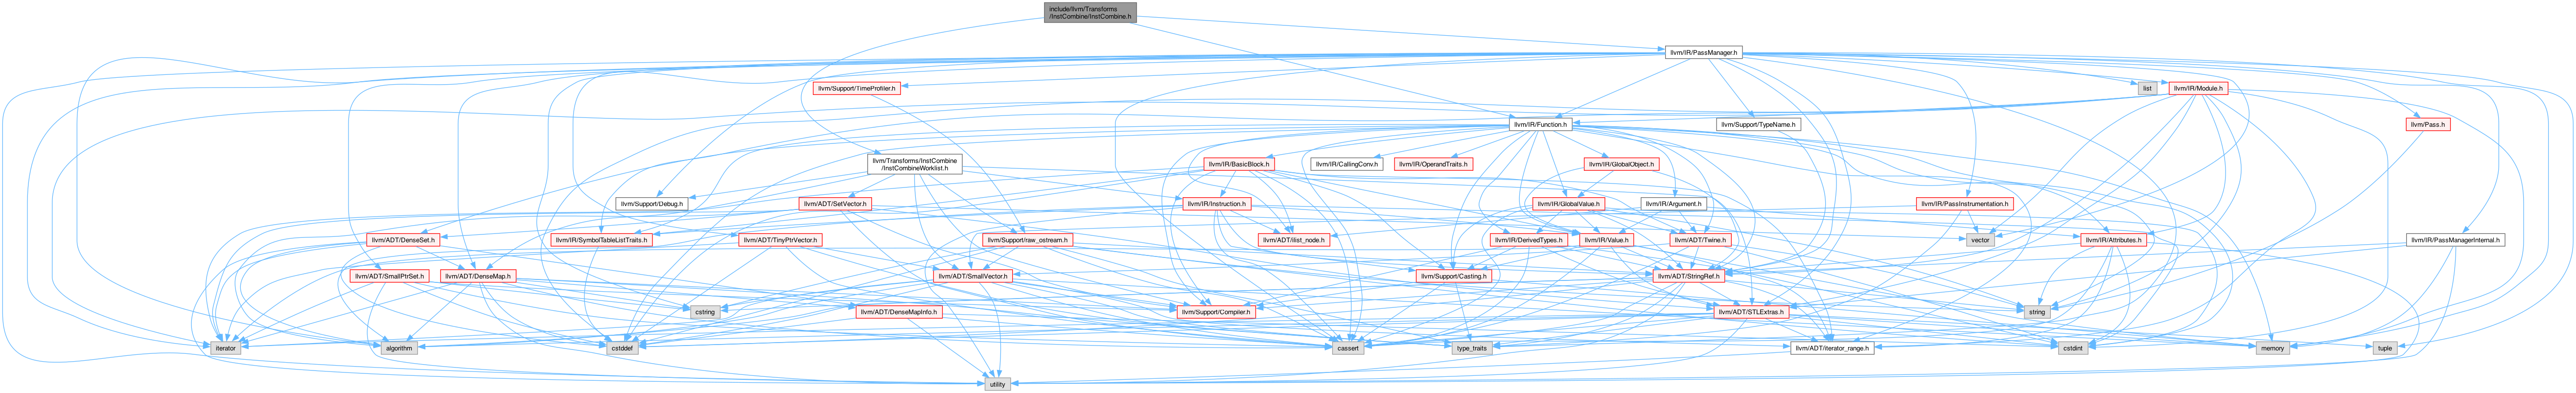 include/llvm/Transforms
/InstCombine/InstCombine.h
llvm/IR/PassManager.h
llvm/Support/TimeProfiler.h
list
llvm/IR/Module.h
llvm/IR/Function.h
llvm/Support/TypeName.h
llvm/Pass.h
llvm/Transforms/InstCombine
/InstCombineWorklist.h
llvm/IR/BasicBlock.h
llvm/IR/CallingConv.h
llvm/IR/OperandTraits.h
llvm/IR/GlobalObject.h
llvm/Support/Debug.h
llvm/ADT/SetVector.h
llvm/IR/Instruction.h
llvm/IR/GlobalValue.h
llvm/IR/Argument.h
llvm/IR/PassInstrumentation.h
llvm/ADT/DenseSet.h
llvm/IR/SymbolTableListTraits.h
llvm/ADT/TinyPtrVector.h
llvm/Support/raw_ostream.h
llvm/ADT/ilist_node.h
llvm/IR/DerivedTypes.h
llvm/IR/Value.h
llvm/ADT/Twine.h
vector
llvm/IR/Attributes.h
llvm/IR/PassManagerInternal.h
llvm/ADT/SmallPtrSet.h
llvm/ADT/DenseMap.h
llvm/ADT/SmallVector.h
llvm/Support/Casting.h
llvm/ADT/StringRef.h
cstring
llvm/ADT/DenseMapInfo.h
llvm/Support/Compiler.h
llvm/ADT/STLExtras.h
string
iterator
algorithm
cstddef
cassert
type_traits
llvm/ADT/iterator_range.h
cstdint
memory
tuple
utility